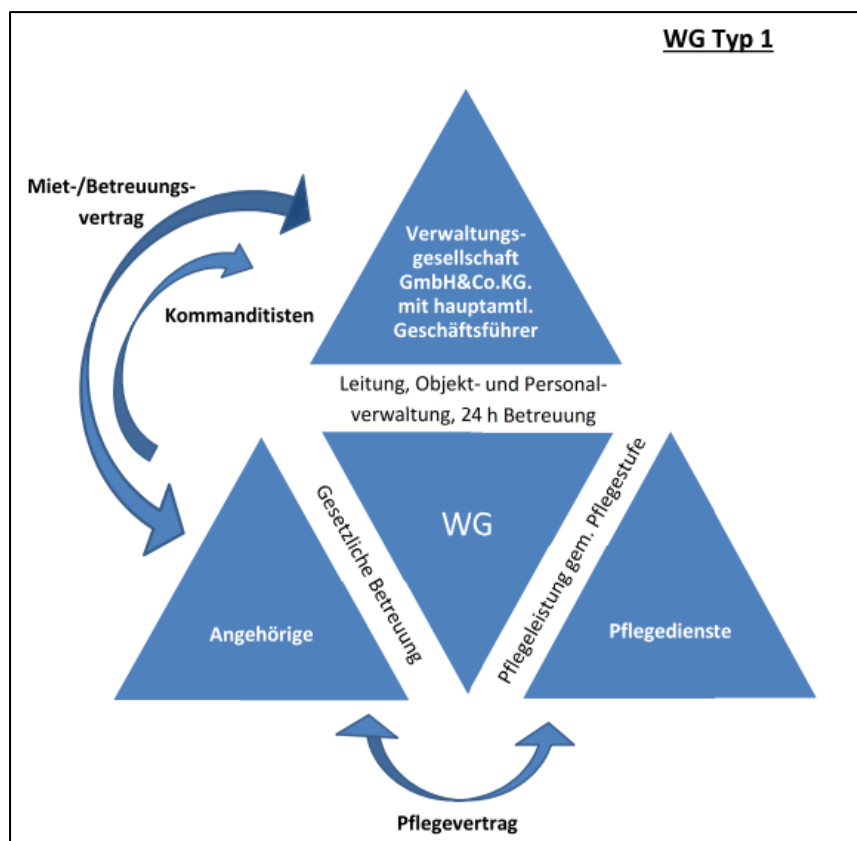 WG Typ 1
Miet-/Betreuungs-
vertrag
Kommanditisten
Verwaltungs-
gesellschaft
GmbH&Co.KG.
mit hauptamtl.
Geschäftsführer
Leitung, Objekt- und Personal-
verwaltung, 24 h Betreuung
Gesetzliche Betreuung
WG
Pflegeleistung gem. Pflegestufe
Angehörige
Pflegedienste
Pflegevertrag